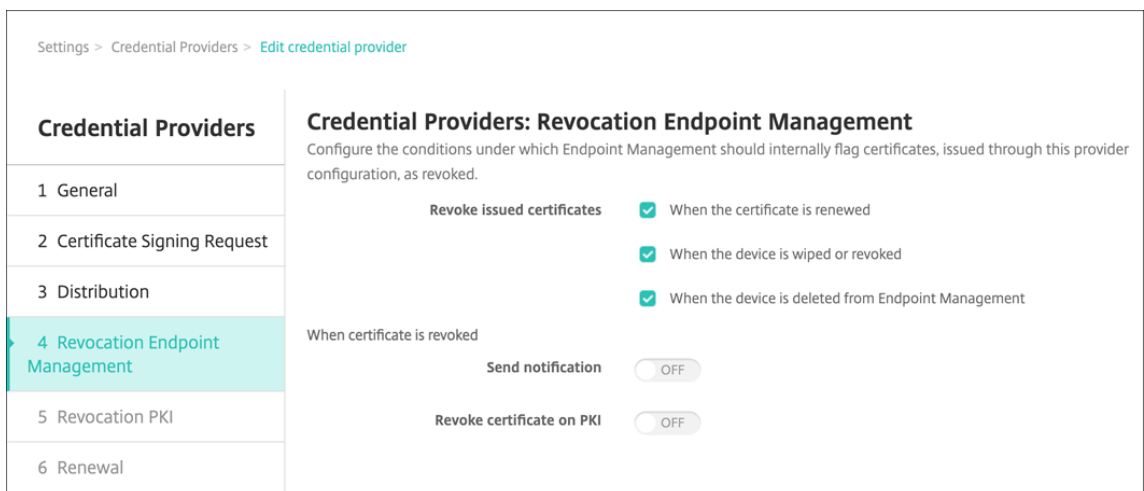 Settings > Credential Providers > Edit credential provider
Credential Providers
1 General
2 Certificate Signing Request
3 Distribution
4 Revocation Endpoint
Management
5 Revocation PKI
6 Renewal
Credential Providers: Revocation Endpoint Management
Configure the conditions under which Endpoint Management should internally flag certificates, issued through this provider
configuration, as revoked.
Revoke issued certificates
When the certificate is renewed
When the device is wiped or revoked
When the device is deleted from Endpoint Management
When certificate is revoked
Send notification OFF
Revoke certificate on PKI OFF